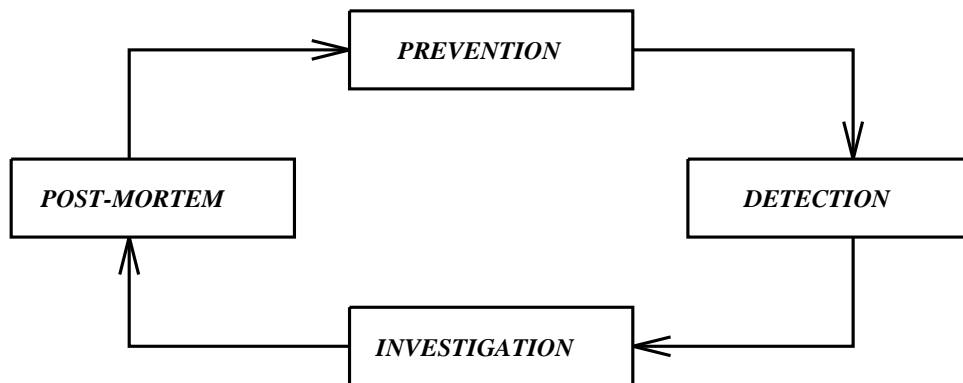 PREVENTION
POST-MORTEM
DETECTION
INVESTIGATION